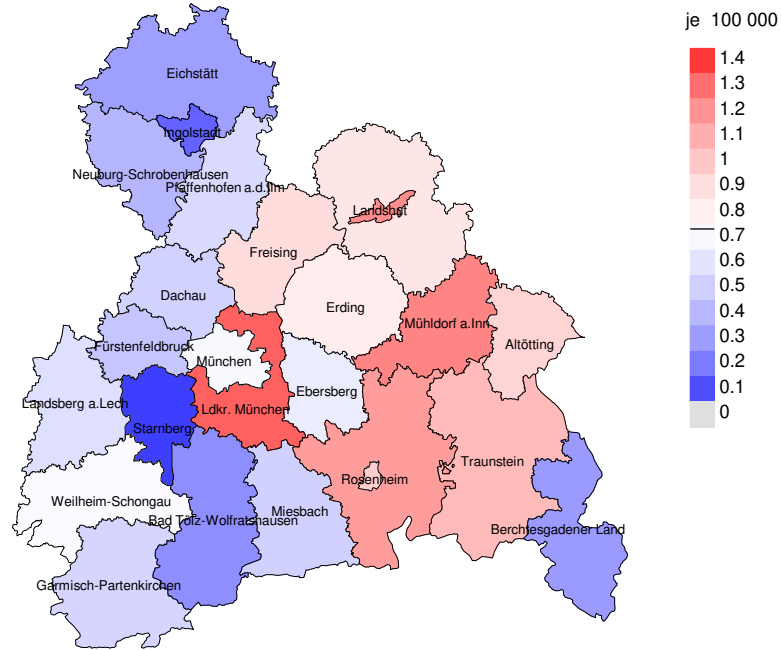 je 100 000
Eichstätt
1.4
1.3
1.2
1.1
1
0.9
0.8
0.7
0.6
0.5
0.4
0.3
0.2
0.1
0
Ingolstadt
Neuburg-Schrobenhausen
Pfaffenhofen a.d.Ilm
Landshut
Freising
Dachau
Erding
Mühldorf a.Inn
Altötting
Fürstenfeldbruck
München
Ebersberg
Landsberg a.Lech
Ldkr. München
Starnberg
Traunstein
Rosenheim
Weilheim-Schongau
Miesbach
Bad Tölz-Wolfratshausen
Berchtesgadener Land
Garmisch-Partenkirchen